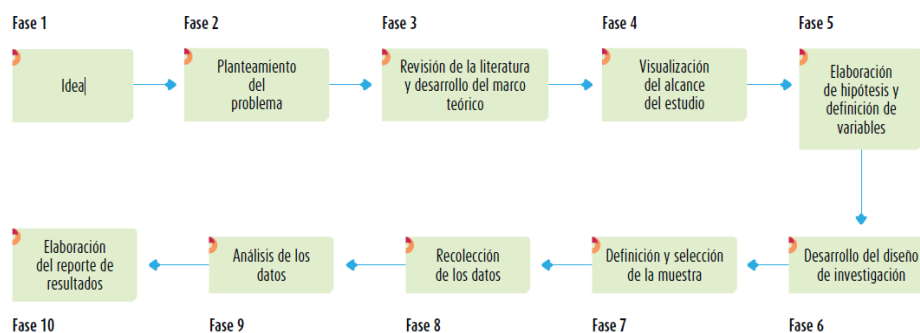 Fase 1
Idea
Fase 2
Planteamiento
del
problema
Fase 3
Revisión de la literatura
y desarrollo del marco
teórico
Fase 4
Visualización
del alcance
del estudio
Fase 5
Elaboración
de hipótesis y
definición de
variables
Desarrollo del diseño
de investigación
Fase 6
Definición y selección
de la muestra
Fase 7
Recolección
de los datos
Fase 8
Análisis de los
datos
Fase 9
Elaboración
del reporte de
resultados
Fase 10